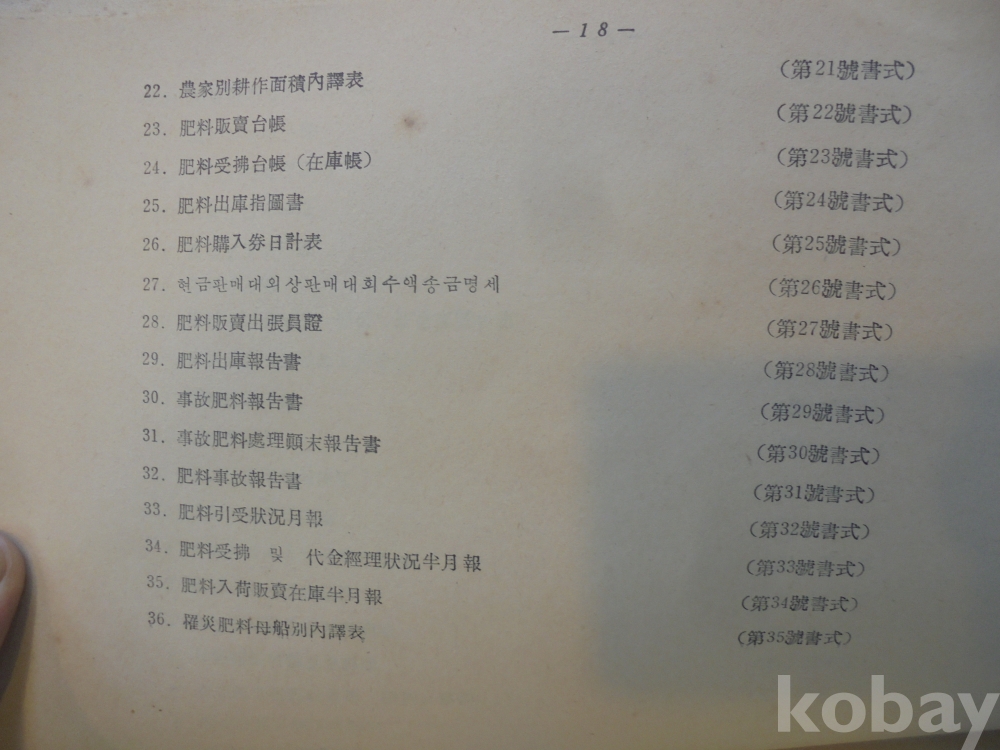 — 18 —
22. 農家別耕作面積內譯表 (第21號書式)
23. 肥料販賣台帳 (第22號書式)
24. 肥料受拂台帳 (在庫帳) (第23號書式)
25. 肥料出庫指圖書 (第24號書式)
26. 肥料購入券日計表 (第25號書式)
27. 현금판매대외상판매대회수액송금명세 (第26號書式)
28. 肥料販賣出張員證 (第27號書式)
29. 肥料出庫報告書 (第28號書式)
30. 事故肥料報告書 (第29號書式)
31. 事故肥料處理顚末報告書 (第30號書式)
32. 肥料事故報告書 (第31號書式)
33. 肥料引受狀況月報 (第32號書式)
34. 肥料受拂 및 代金經理狀況半月報 (第33號書式)
35. 肥料入荷販賣在庫半月報 (第34號書式)
36. 罹災肥料母船別內譯表 (第35號書式)
kobay